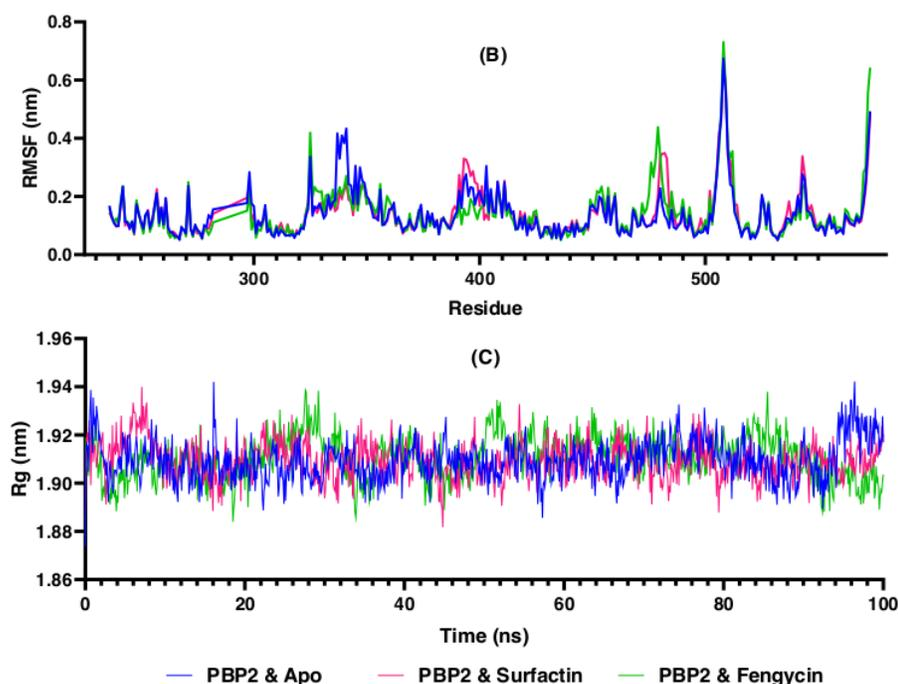 0.8
(B)
0.6
0.4
0.2
0.0
RMSF (nm)
300 400 500
Residue
1.96
(C)
1.94
1.92
1.90
1.88
1.86
Rg (nm)
0 20 40 60 80 100
Time (ns)
PBP2 & Apo PBP2 & Surfactin PBP2 & Fengycin